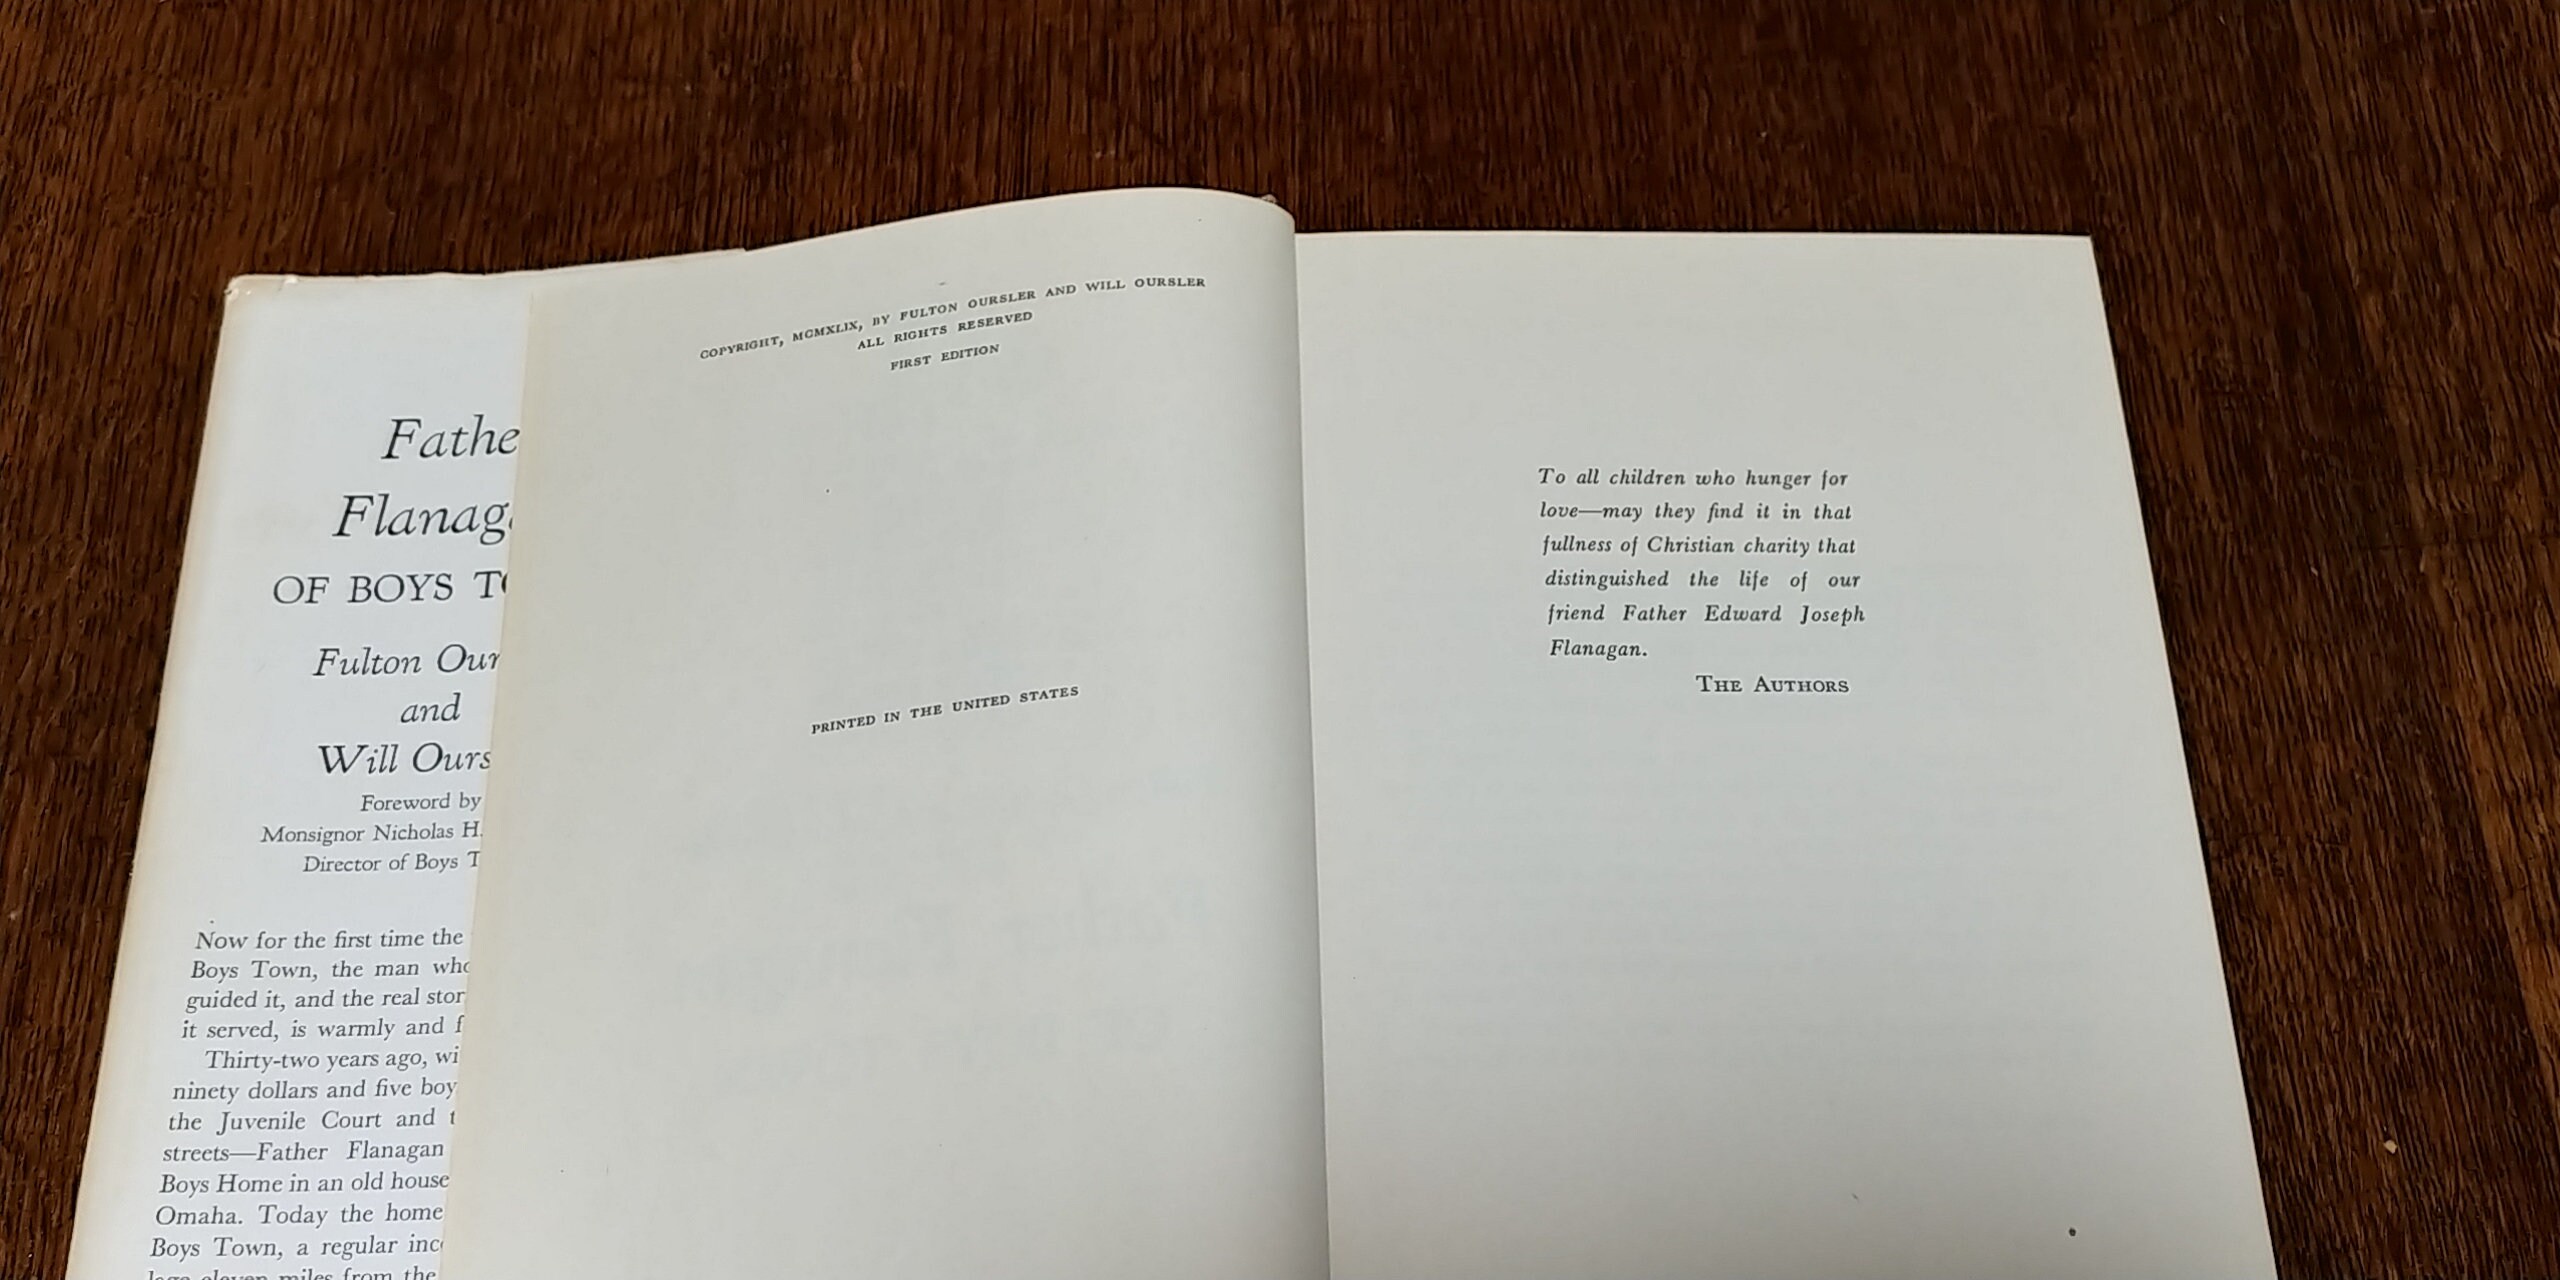 Fathe
Flanag
OF BOYS TO
Fulton Our
and
Will Ours
Foreword by
Monsignor Nicholas H.
Director of Boys T
Now for the first time the
Boys Town, the man who
guided it, and the real stor
it served, is warmly and f
Thirty-two years ago, wi
ninety dollars and five boy
the Juvenile Court and t
streets—Father Flanagan
Boys Home in an old house
Omaha. Today the home
Boys Town, a regular inc
eleven miles from the
COPYRIGHT, MCMXLIX, BY FULTON OURSLER AND WILL OURSLER
ALL RIGHTS RESERVED
FIRST EDITION
PRINTED IN THE UNITED STATES
To all children who hunger for
love—may they find it in that
fullness of Christian charity that
distinguished the life of our
friend Father Edward Joseph
Flanagan.
THE AUTHORS